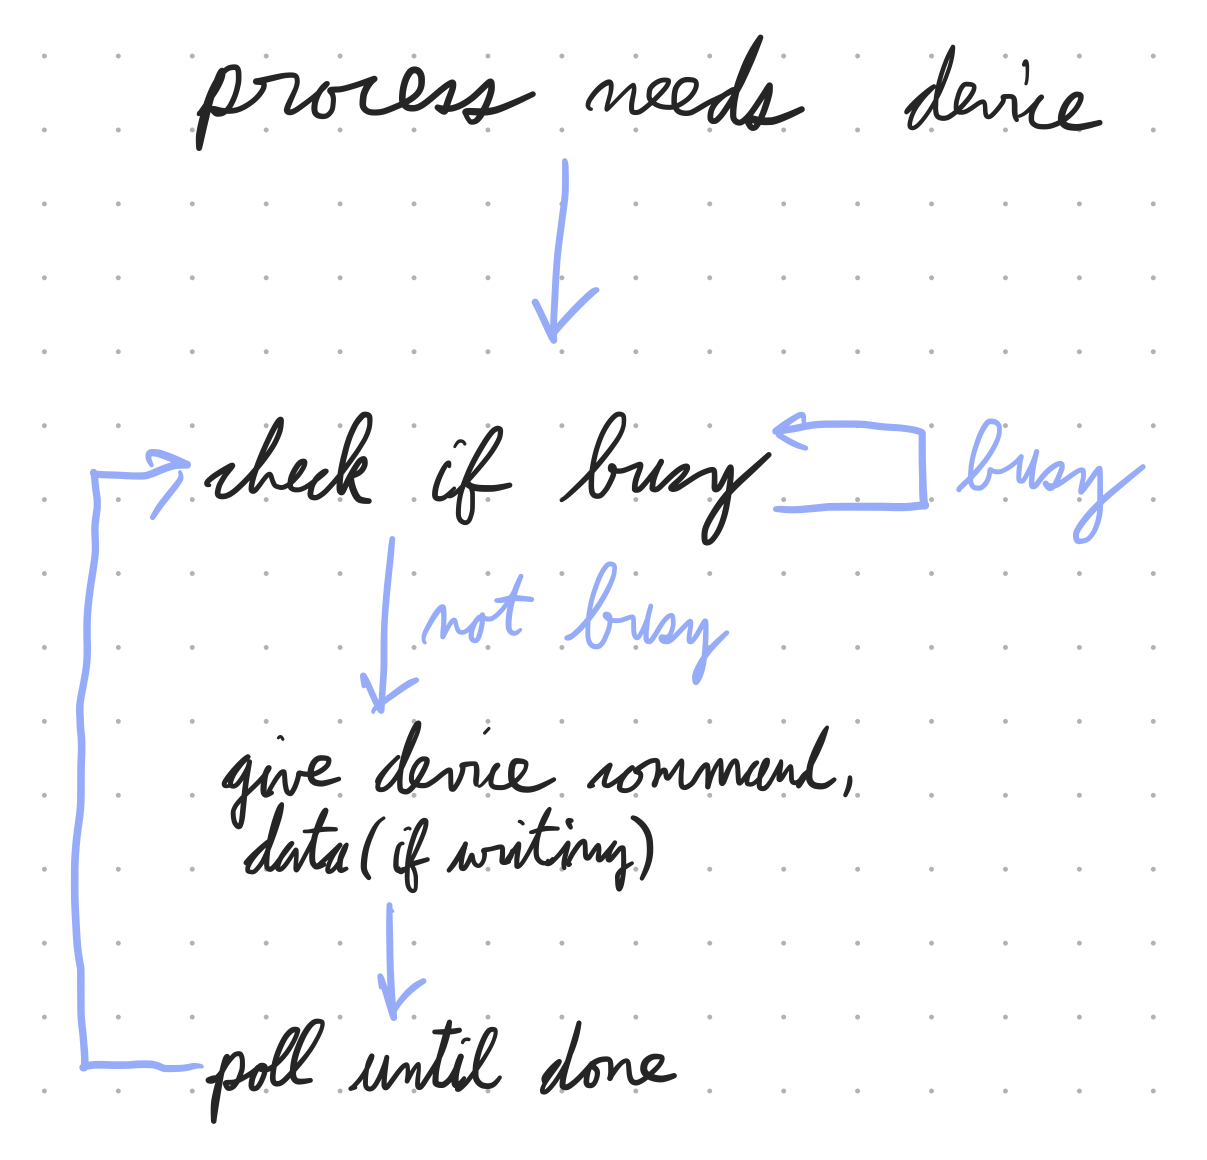 process needs device
check if busy
busy
not busy
give device command,
data (if writing)
poll until done